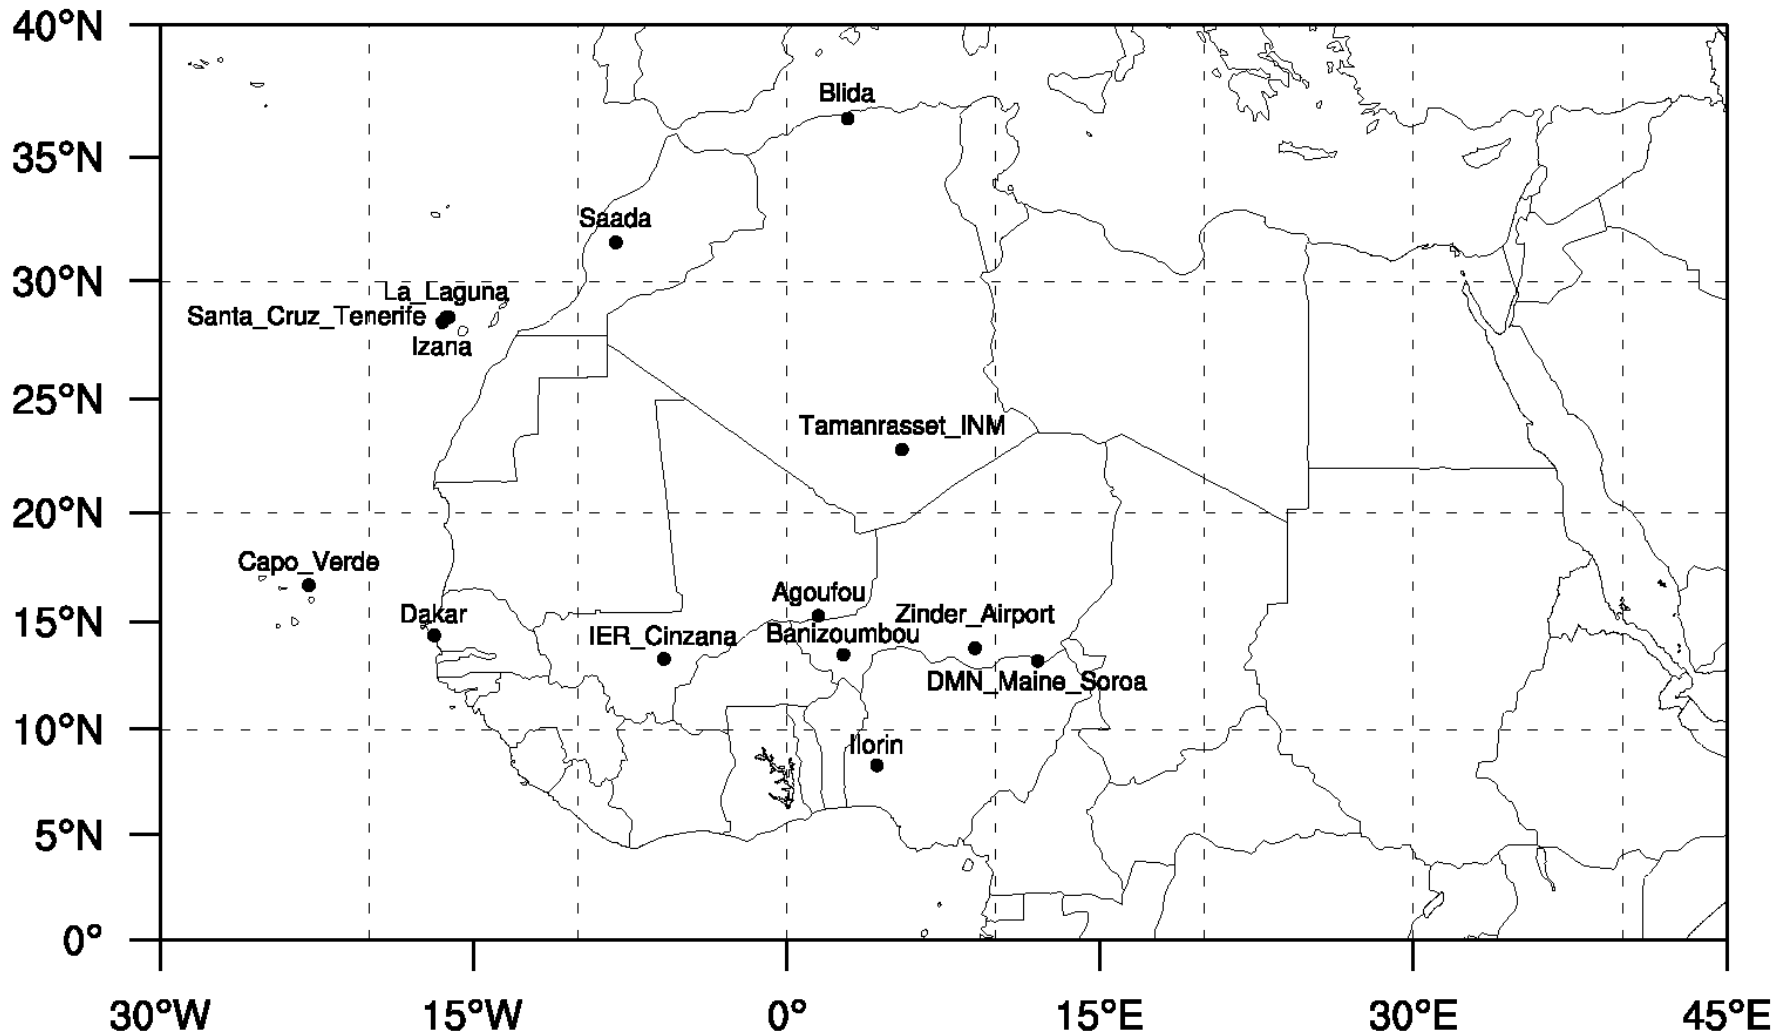 40°N
Blida
35°N
Saada
30°N
La_Laguna
Santa_Cruz_Tenerife
Izana
25°N
Tamanrasset_INM
20°N
Capo_Verde
Agoufou
15°N
Dakar
Zinder_Airport
IER_Cinzana
Banizoumbou
DMN_Maine_Soroa
10°N
Ilorin
5°N
0°
30°W
15°W
0°
15°E
30°E
45°E